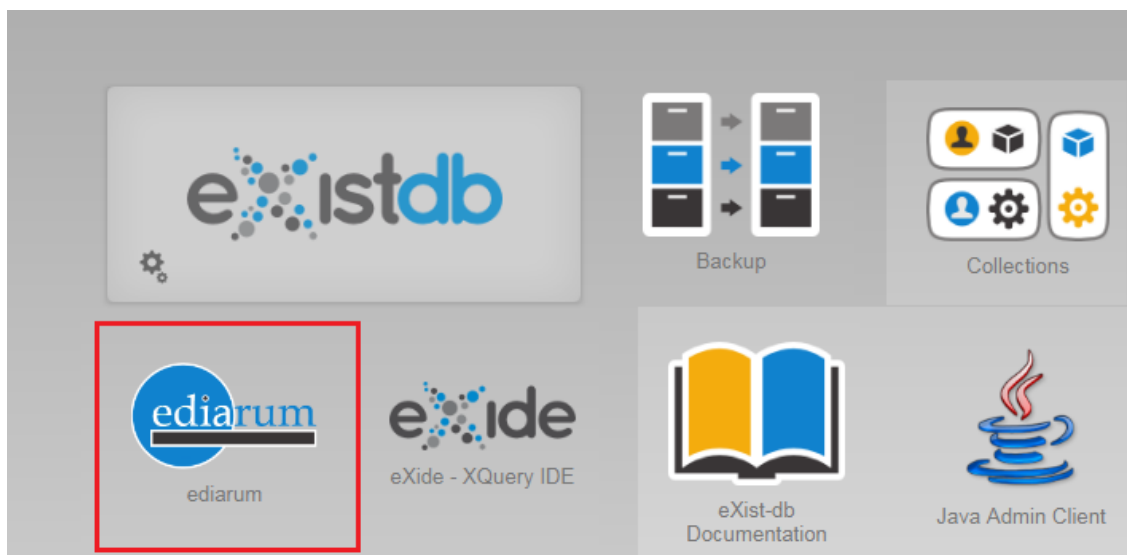 eXistdb
Backup
Collections
ediarum
ediarum
eXide
eXide - XQuery IDE
eXist-db
Documentation
Java Admin Client